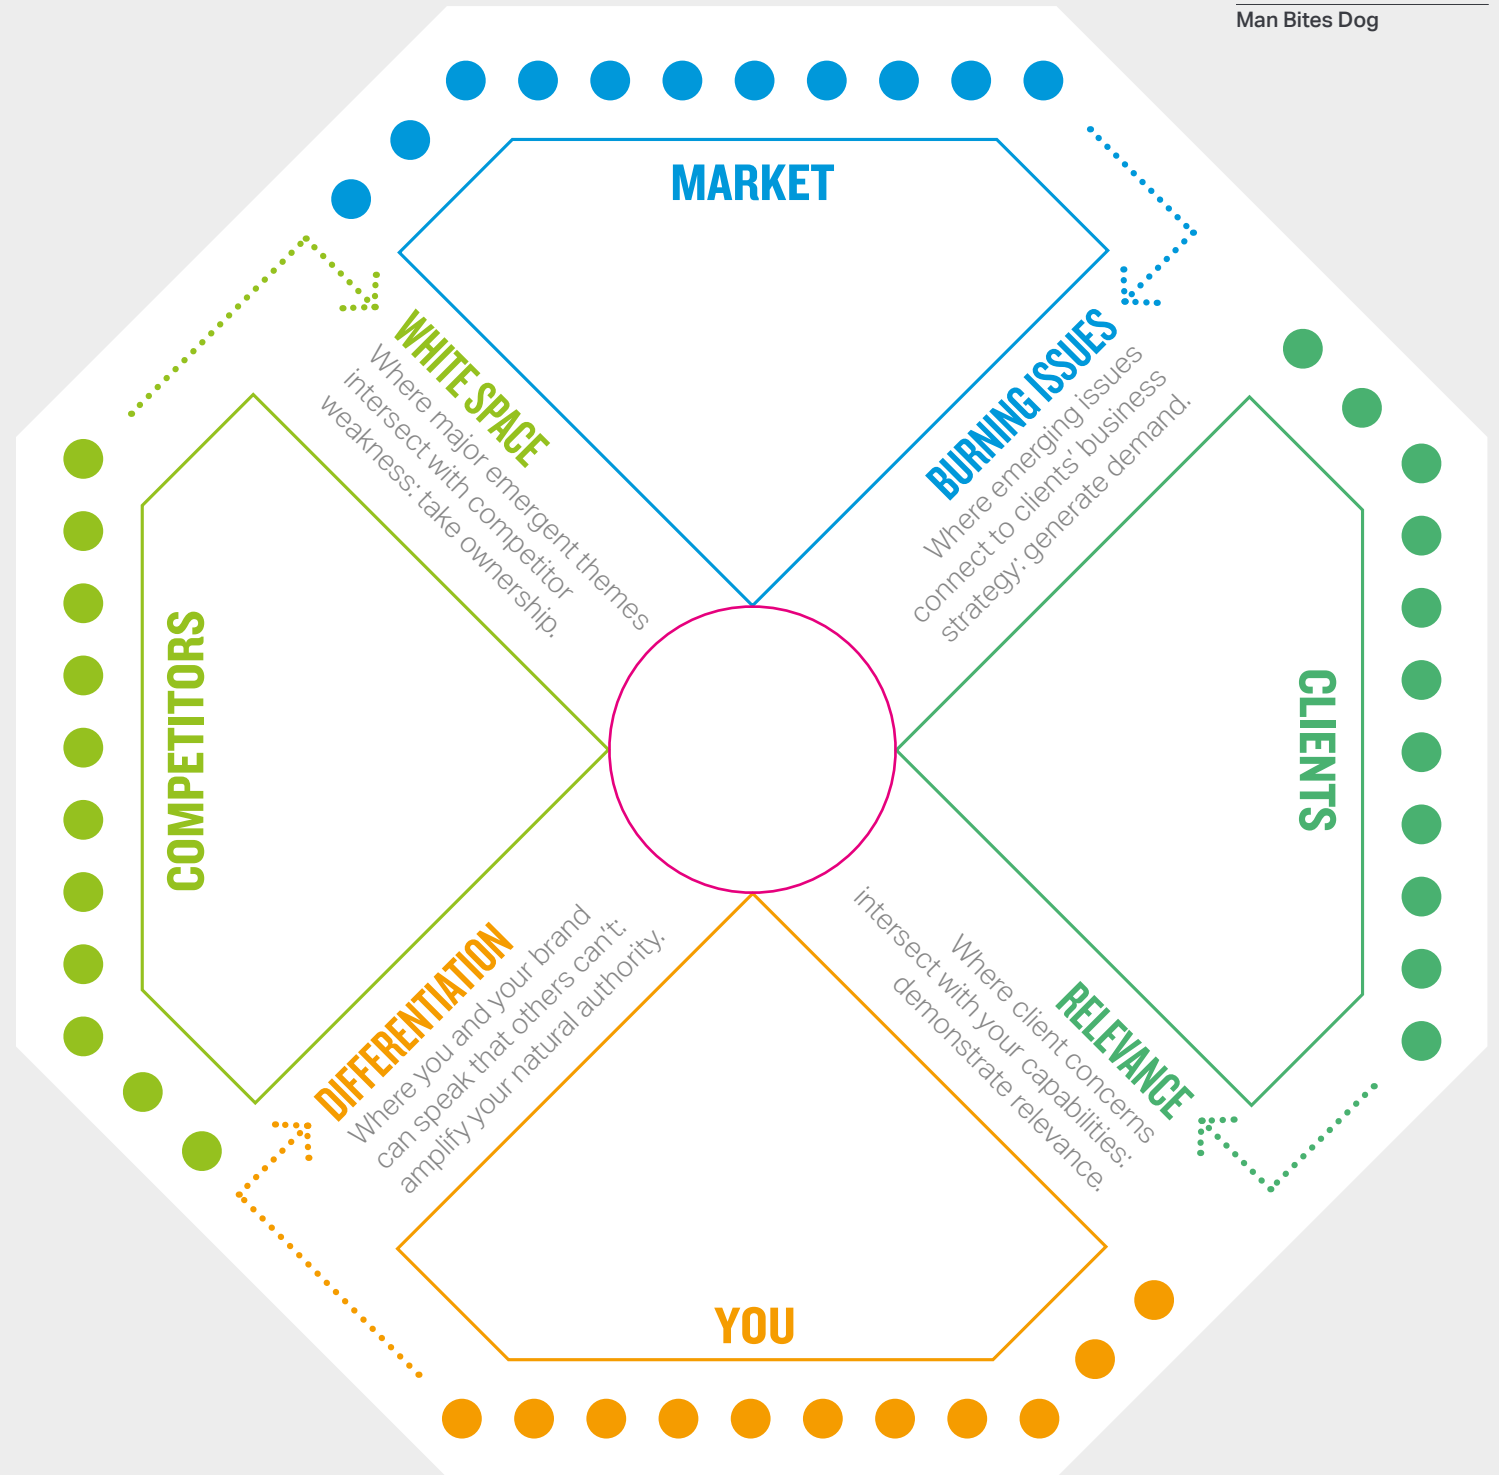 Man Bites Dog
MARKET
WHITE SPACE
Where major emergent themes
intersect with competitor
weakness: take ownership.
BURNING ISSUES
Where emerging issues
connect to clients' business
strategy: generate demand.
COMPETITORS
CLIENTS
DIFFERENTIATION
Where you and your brand
can speak that others can't:
amplify your natural authority.
RELEVANCE
Where client concerns
intersect with your capabilities:
demonstrate relevance.
YOU